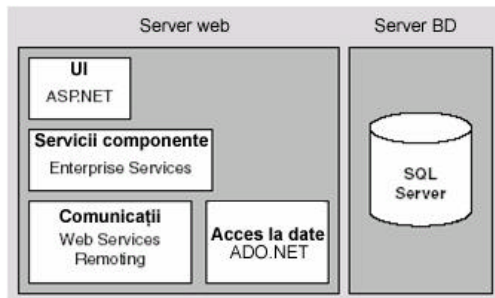 Server web
Server BD
UI
ASP.NET
Servicii componente
Enterprise Services
Comunicații
Web Services
Remoting
Acces la date
ADO.NET
SQL
Server